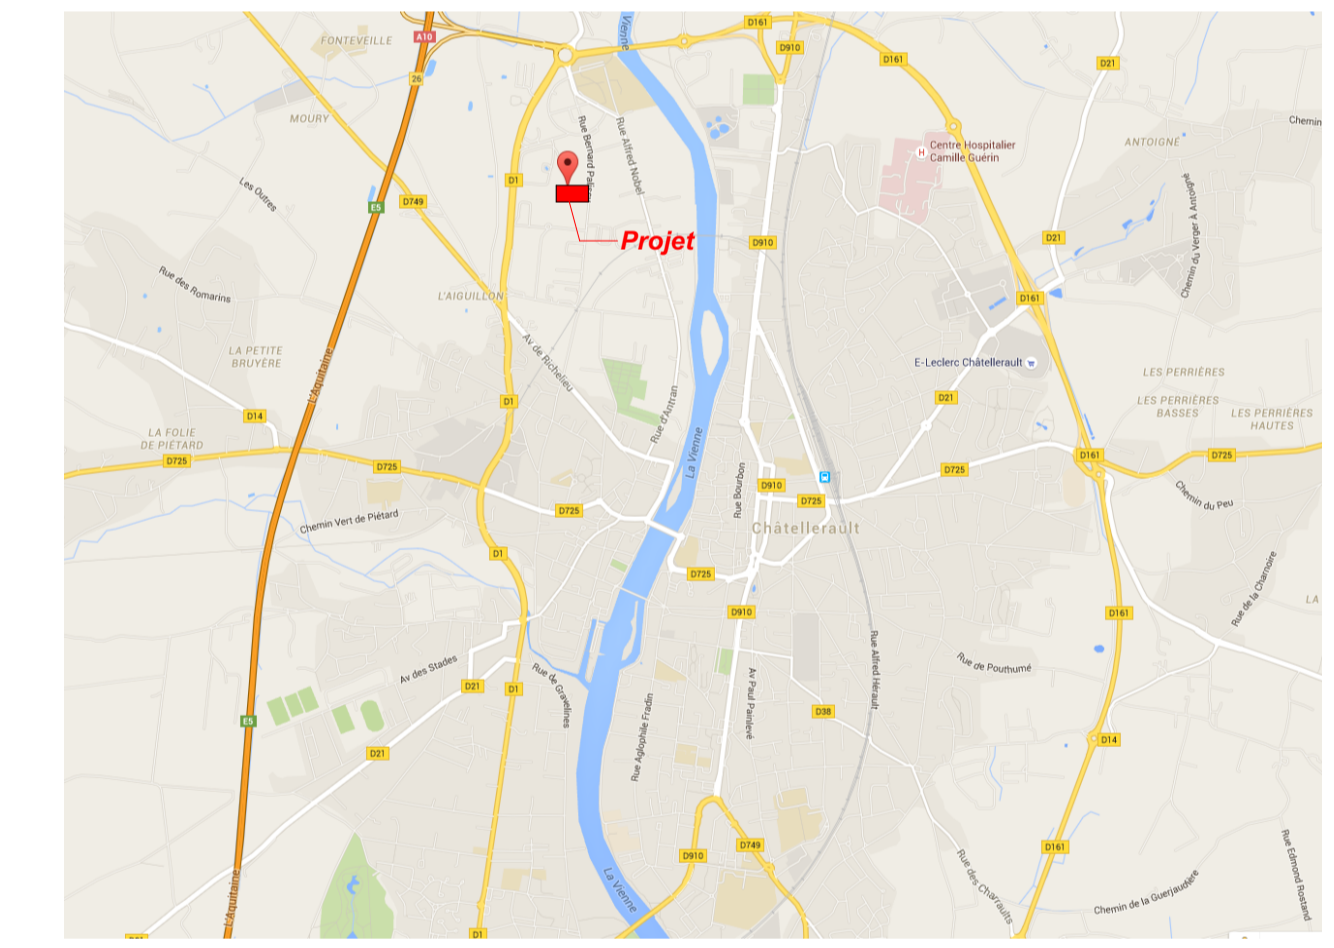 Vienne
D161
FONTEVEILLE
A10
D910
D161
D21
26
MOURY
Rue Bernard Palissy
Rue Alfred Nobel
Chemin
Centre Hospitalier
Camille Guérin
H
ANTOIGNÉ
D1
Les Outres
E5
D749
Chemin du Verger À Antoigné
Projet
D910
D21
Rue des Romarins
L'AIGUILLON
D161
LA PETITE
BRUYÈRE
L'Aquitaine
Av de Richelieu
E-Leclerc Châtellerault
LES PERRIÈRES
D1
D21
LES PERRIÈRES
BASSES
LES PERRIÈRES
HAUTES
D14
Rue d'Antran
LA FOLIE
DE PIÉTARD
D725
D725
La Vienne
D161
D725
D725
Rue Bourbon
D910
D725
Chemin du Peu
D725
Chemin Vert de Piétard
Châtellerault
D1
D725
Rue de la Charnoire
LA
D910
D161
Av des Stades
Rue de Gravelines
Rue Alfred Hérault
Rue de Pouthumé
D21
D1
Av Paul Painlevé
Rue Aglophile Fradin
D38
E5
D14
D21
D749
D910
D161
Rue des Charraults
Rue Edmond Rostand
L'Aquitaine
La Vienne
Chemin de la Guerjaudière
D1